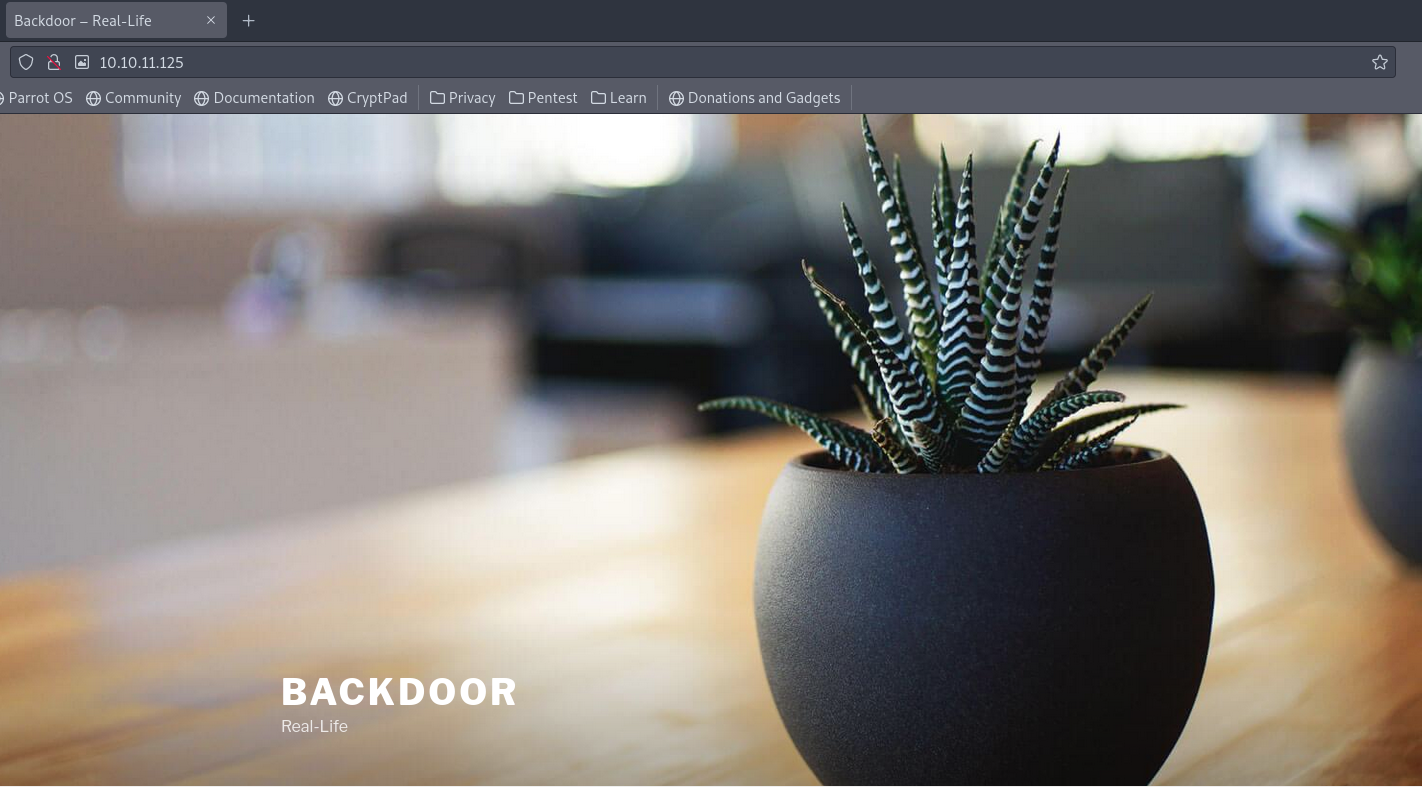 Backdoor – Real-Life
10.10.11.125
Parrot OS Community Documentation CryptPad Privacy Pentest Learn Donations and Gadgets
BACKDOOR
Real-Life